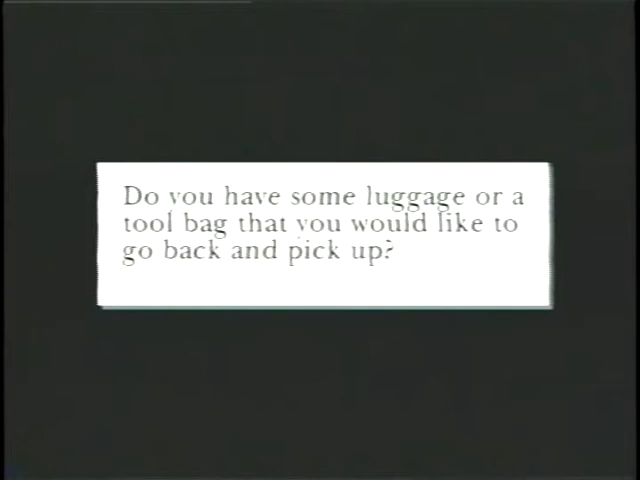 Do you have some luggage or a
tool bag that you would like to
go back and pick up?